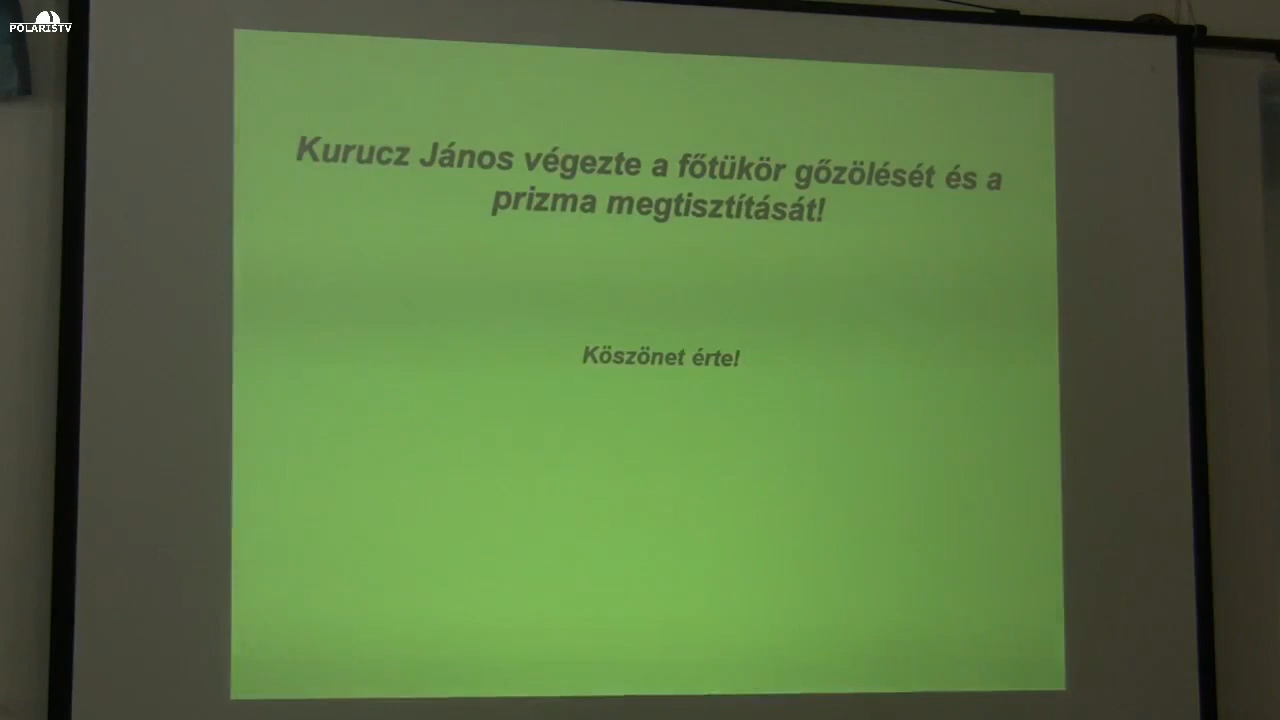 POLARISTV
Kurucz János végezte a főtükör gőzölését és a
prizma megtisztítását!
Köszönet érte!